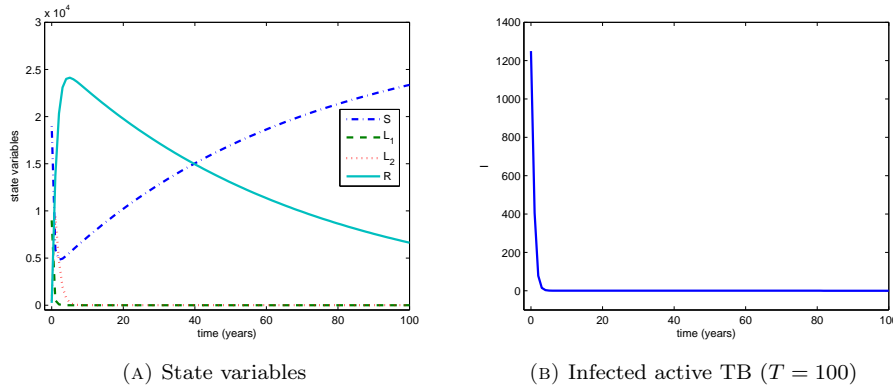 x 10⁴
3
2.5
2
1.5
1
0.5
0
state variables
0 20 40 60 80 100
time (years)
S
L₁
L₂
R
(A) State variables
1400
1200
1000
800
600
400
200
0
I
0 20 40 60 80 100
time (years)
(B) Infected active TB (T = 100)